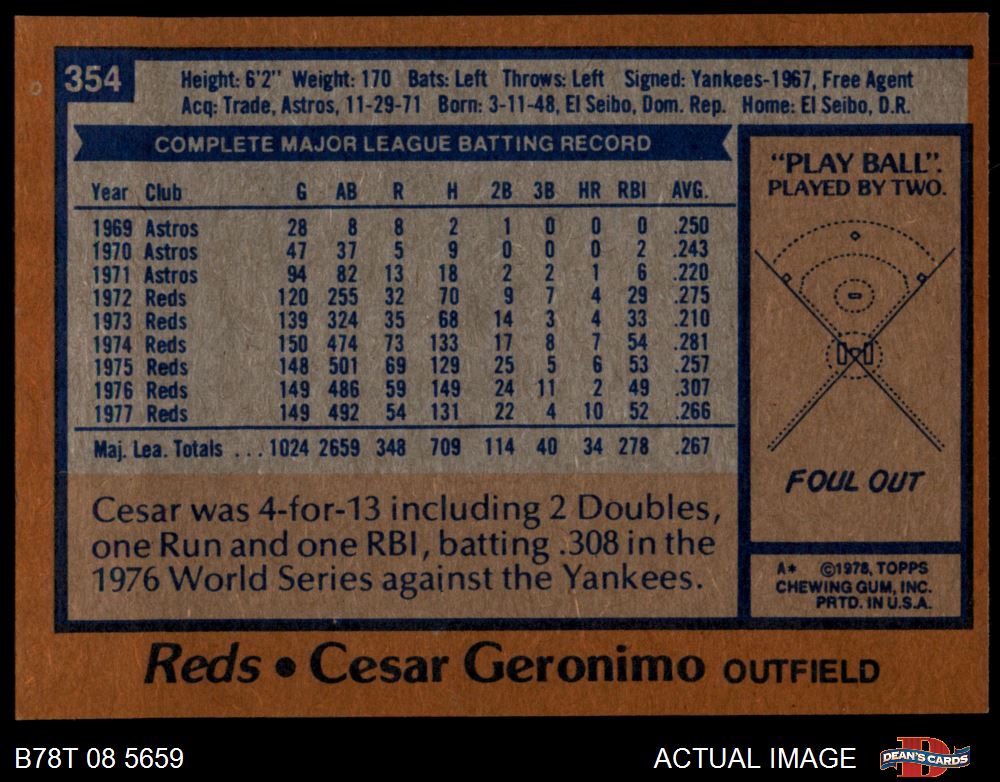 354
Height: 6'2" Weight: 170 Bats: Left Throws: Left Signed: Yankees-1967, Free Agent
Acq: Trade, Astros, 11-29-71 Born: 3-11-48, El Seibo, Dom. Rep. Home: El Seibo, D.R.
COMPLETE MAJOR LEAGUE BATTING RECORD
Year Club G AB R H 2B 3B HR RBI AVG.
1969 Astros 28 8 8 2 1 0 0 0 .250
1970 Astros 47 37 5 9 0 0 0 2 .243
1971 Astros 94 82 13 18 2 2 1 6 .220
1972 Reds 120 255 32 70 9 7 4 29 .275
1973 Reds 139 324 35 68 14 3 4 33 .210
1974 Reds 150 474 73 133 17 8 7 54 .281
1975 Reds 148 501 69 129 25 5 6 53 .257
1976 Reds 149 486 59 149 24 11 2 49 .307
1977 Reds 149 492 54 131 22 4 10 52 .266
Maj. Lea. Totals ... 1024 2659 348 709 114 40 34 278 .267
Cesar was 4-for-13 including 2 Doubles,
one Run and one RBI, batting .308 in the
1976 World Series against the Yankees.
"PLAY BALL".
PLAYED BY TWO.
FOUL OUT
A* ©1978, TOPPS
CHEWING GUM, INC.
PRTD. IN U.S.A.
Reds • Cesar Geronimo OUTFIELD
B78T 08 5659
ACTUAL IMAGE
D
DEAN'S CARDS